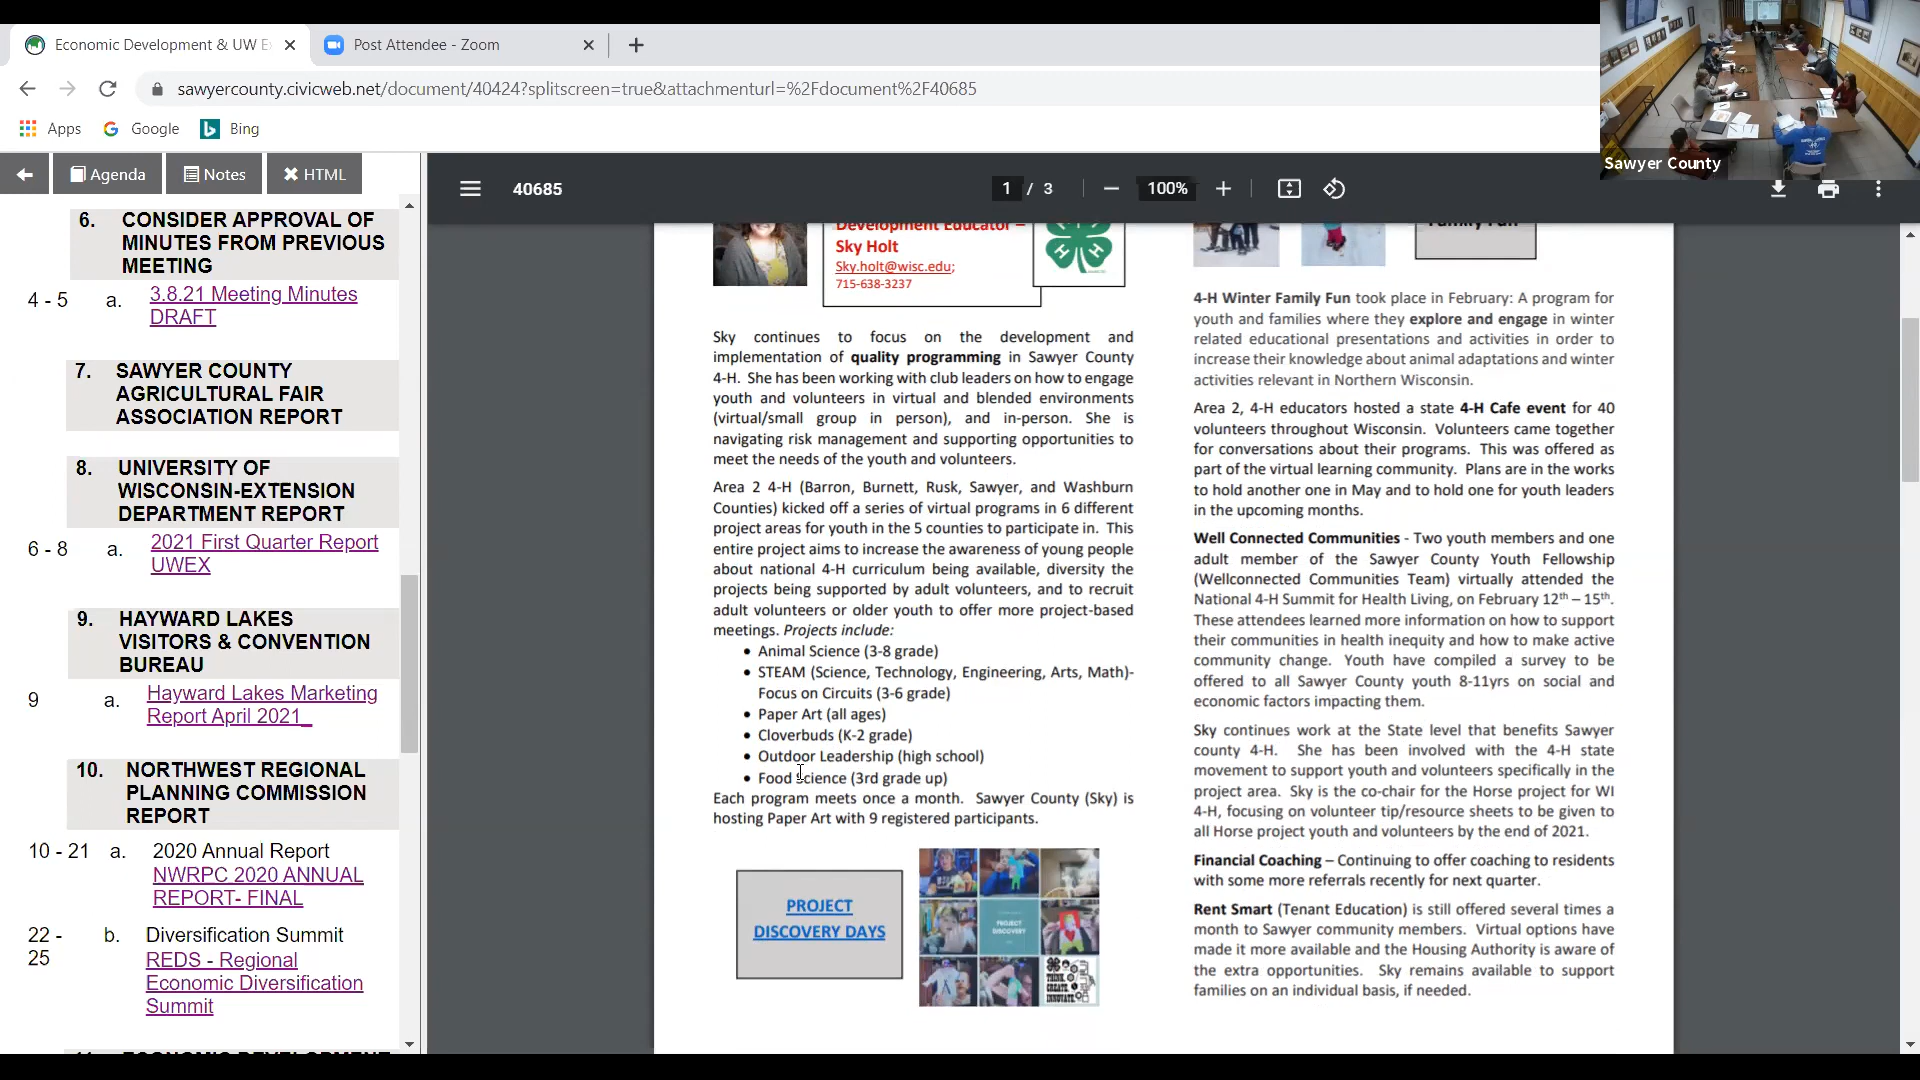 Economic Development & UW E
Post Attendee - Zoom
sawyercounty.civicweb.net/document/40424?splitscreen=true&attachmenturl=%2Fdocument%2F40685
Apps
Google
Bing
Sawyer County
Agenda
Notes
HTML
40685
1 / 3
100%
6. CONSIDER APPROVAL OF
MINUTES FROM PREVIOUS
MEETING
4 - 5 a. 3.8.21 Meeting Minutes
DRAFT
7. SAWYER COUNTY
AGRICULTURAL FAIR
ASSOCIATION REPORT
8. UNIVERSITY OF
WISCONSIN-EXTENSION
DEPARTMENT REPORT
6 - 8 a. 2021 First Quarter Report
UWEX
9. HAYWARD LAKES
VISITORS & CONVENTION
BUREAU
9 a. Hayward Lakes Marketing
Report April 2021_
10. NORTHWEST REGIONAL
PLANNING COMMISSION
REPORT
10 - 21 a. 2020 Annual Report
NWRPC 2020 ANNUAL
REPORT- FINAL
22 -
25 b. Diversification Summit
REDS - Regional
Economic Diversification
Summit
Development Educator –
Sky Holt
Sky.holt@wisc.edu;
715-638-3237
Sky continues to focus on the development and
implementation of quality programming in Sawyer County
4-H. She has been working with club leaders on how to engage
youth and volunteers in virtual and blended environments
(virtual/small group in person), and in-person. She is
navigating risk management and supporting opportunities to
meet the needs of the youth and volunteers.
Area 2 4-H (Barron, Burnett, Rusk, Sawyer, and Washburn
Counties) kicked off a series of virtual programs in 6 different
project areas for youth in the 5 counties to participate in. This
entire project aims to increase the awareness of young people
about national 4-H curriculum being available, diversity the
projects being supported by adult volunteers, and to recruit
adult volunteers or older youth to offer more project-based
meetings. Projects include:
• Animal Science (3-8 grade)
• STEAM (Science, Technology, Engineering, Arts, Math)-
Focus on Circuits (3-6 grade)
• Paper Art (all ages)
• Cloverbuds (K-2 grade)
• Outdoor Leadership (high school)
• Food Science (3rd grade up)
Each program meets once a month. Sawyer County (Sky) is
hosting Paper Art with 9 registered participants.
PROJECT
DISCOVERY DAYS
PROJECT
DISCOVERY
THINK.
CREATE.
INNOVATE.
Family Fun
4-H Winter Family Fun took place in February: A program for
youth and families where they explore and engage in winter
related educational presentations and activities in order to
increase their knowledge about animal adaptations and winter
activities relevant in Northern Wisconsin.
Area 2, 4-H educators hosted a state 4-H Cafe event for 40
volunteers throughout Wisconsin. Volunteers came together
for conversations about their programs. This was offered as
part of the virtual learning community. Plans are in the works
to hold another one in May and to hold one for youth leaders
in the upcoming months.
Well Connected Communities - Two youth members and one
adult member of the Sawyer County Youth Fellowship
(Wellconnected Communities Team) virtually attended the
National 4-H Summit for Health Living, on February 12th – 15th.
These attendees learned more information on how to support
their communities in health inequity and how to make active
community change. Youth have compiled a survey to be
offered to all Sawyer County youth 8-11yrs on social and
economic factors impacting them.
Sky continues work at the State level that benefits Sawyer
county 4-H. She has been involved with the 4-H state
movement to support youth and volunteers specifically in the
project area. Sky is the co-chair for the Horse project for WI
4-H, focusing on volunteer tip/resource sheets to be given to
all Horse project youth and volunteers by the end of 2021.
Financial Coaching – Continuing to offer coaching to residents
with some more referrals recently for next quarter.
Rent Smart (Tenant Education) is still offered several times a
month to Sawyer community members. Virtual options have
made it more available and the Housing Authority is aware of
the extra opportunities. Sky remains available to support
families on an individual basis, if needed.